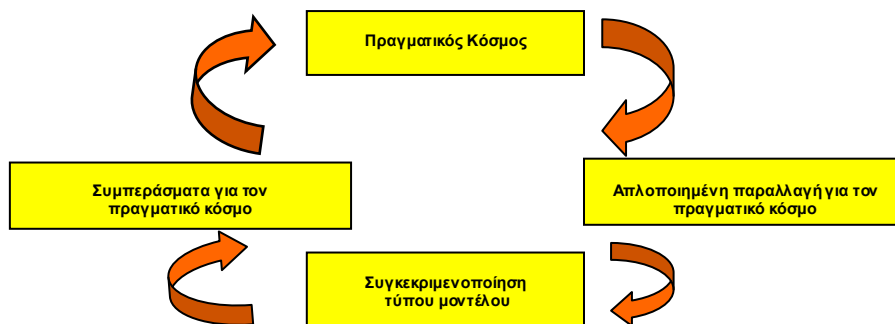 Πραγματικός Κόσμος
Συμπεράσματα για τον
πραγματικό κόσμο
Απλοποιημένη παραλλαγή για τον
πραγματικό κόσμο
Συγκεκριμενοποίηση
τύπου μοντέλου